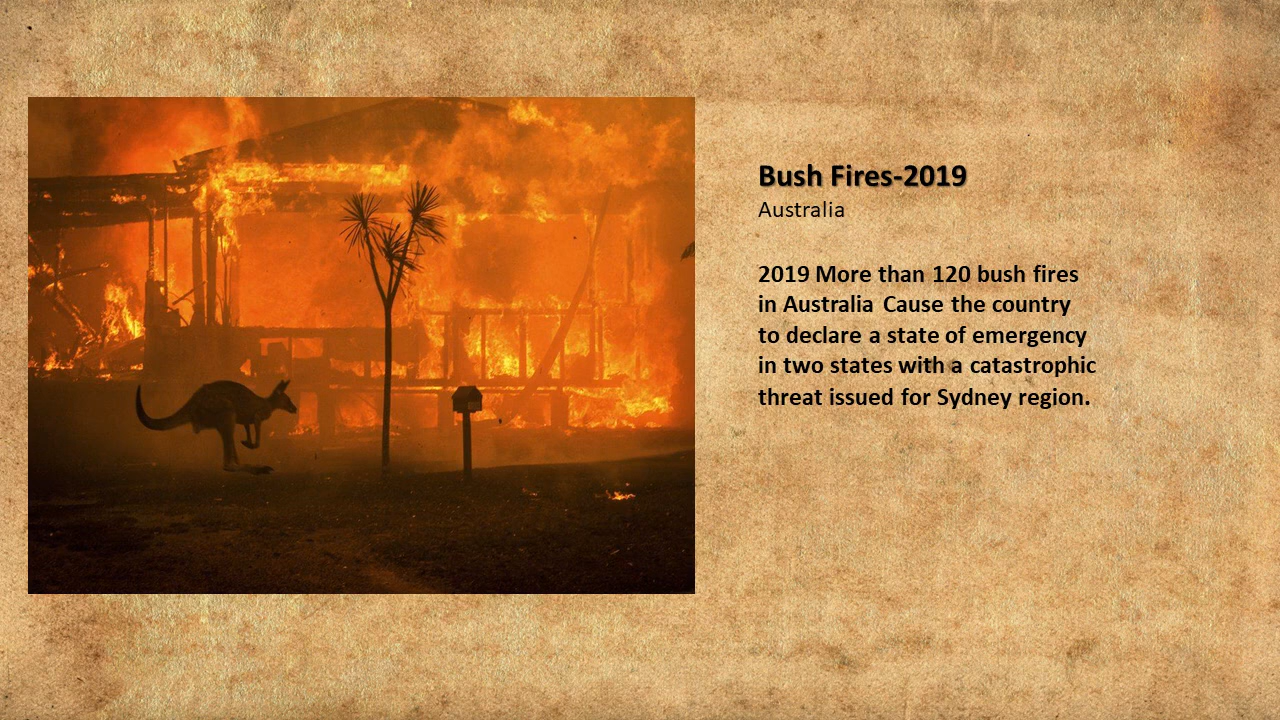 Bush Fires-2019
Australia
2019 More than 120 bush fires
in Australia Cause the country
to declare a state of emergency
in two states with a catastrophic
threat issued for Sydney region.